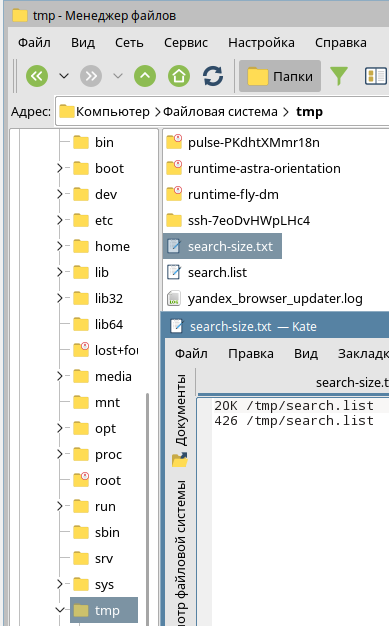 tmp - Менеджер файлов
Файл Вид Сеть Сервис Настройка Справка
Папки
Адрес: Компьютер Файловая система tmp
bin
boot
dev
etc
home
lib
lib32
lib64
lost+fou
media
mnt
opt
proc
root
run
sbin
srv
sys
tmp
pulse-PKdhtXMmr18n
runtime-astra-orientation
runtime-fly-dm
ssh-7eoDvHWpLHc4
search-size.txt
search.list
yandex_browser_updater.log
search-size.txt — Kate
Файл Правка Вид Закладк
Документы
отр файловой системы
search-size.t
20K /tmp/search.list
426 /tmp/search.list